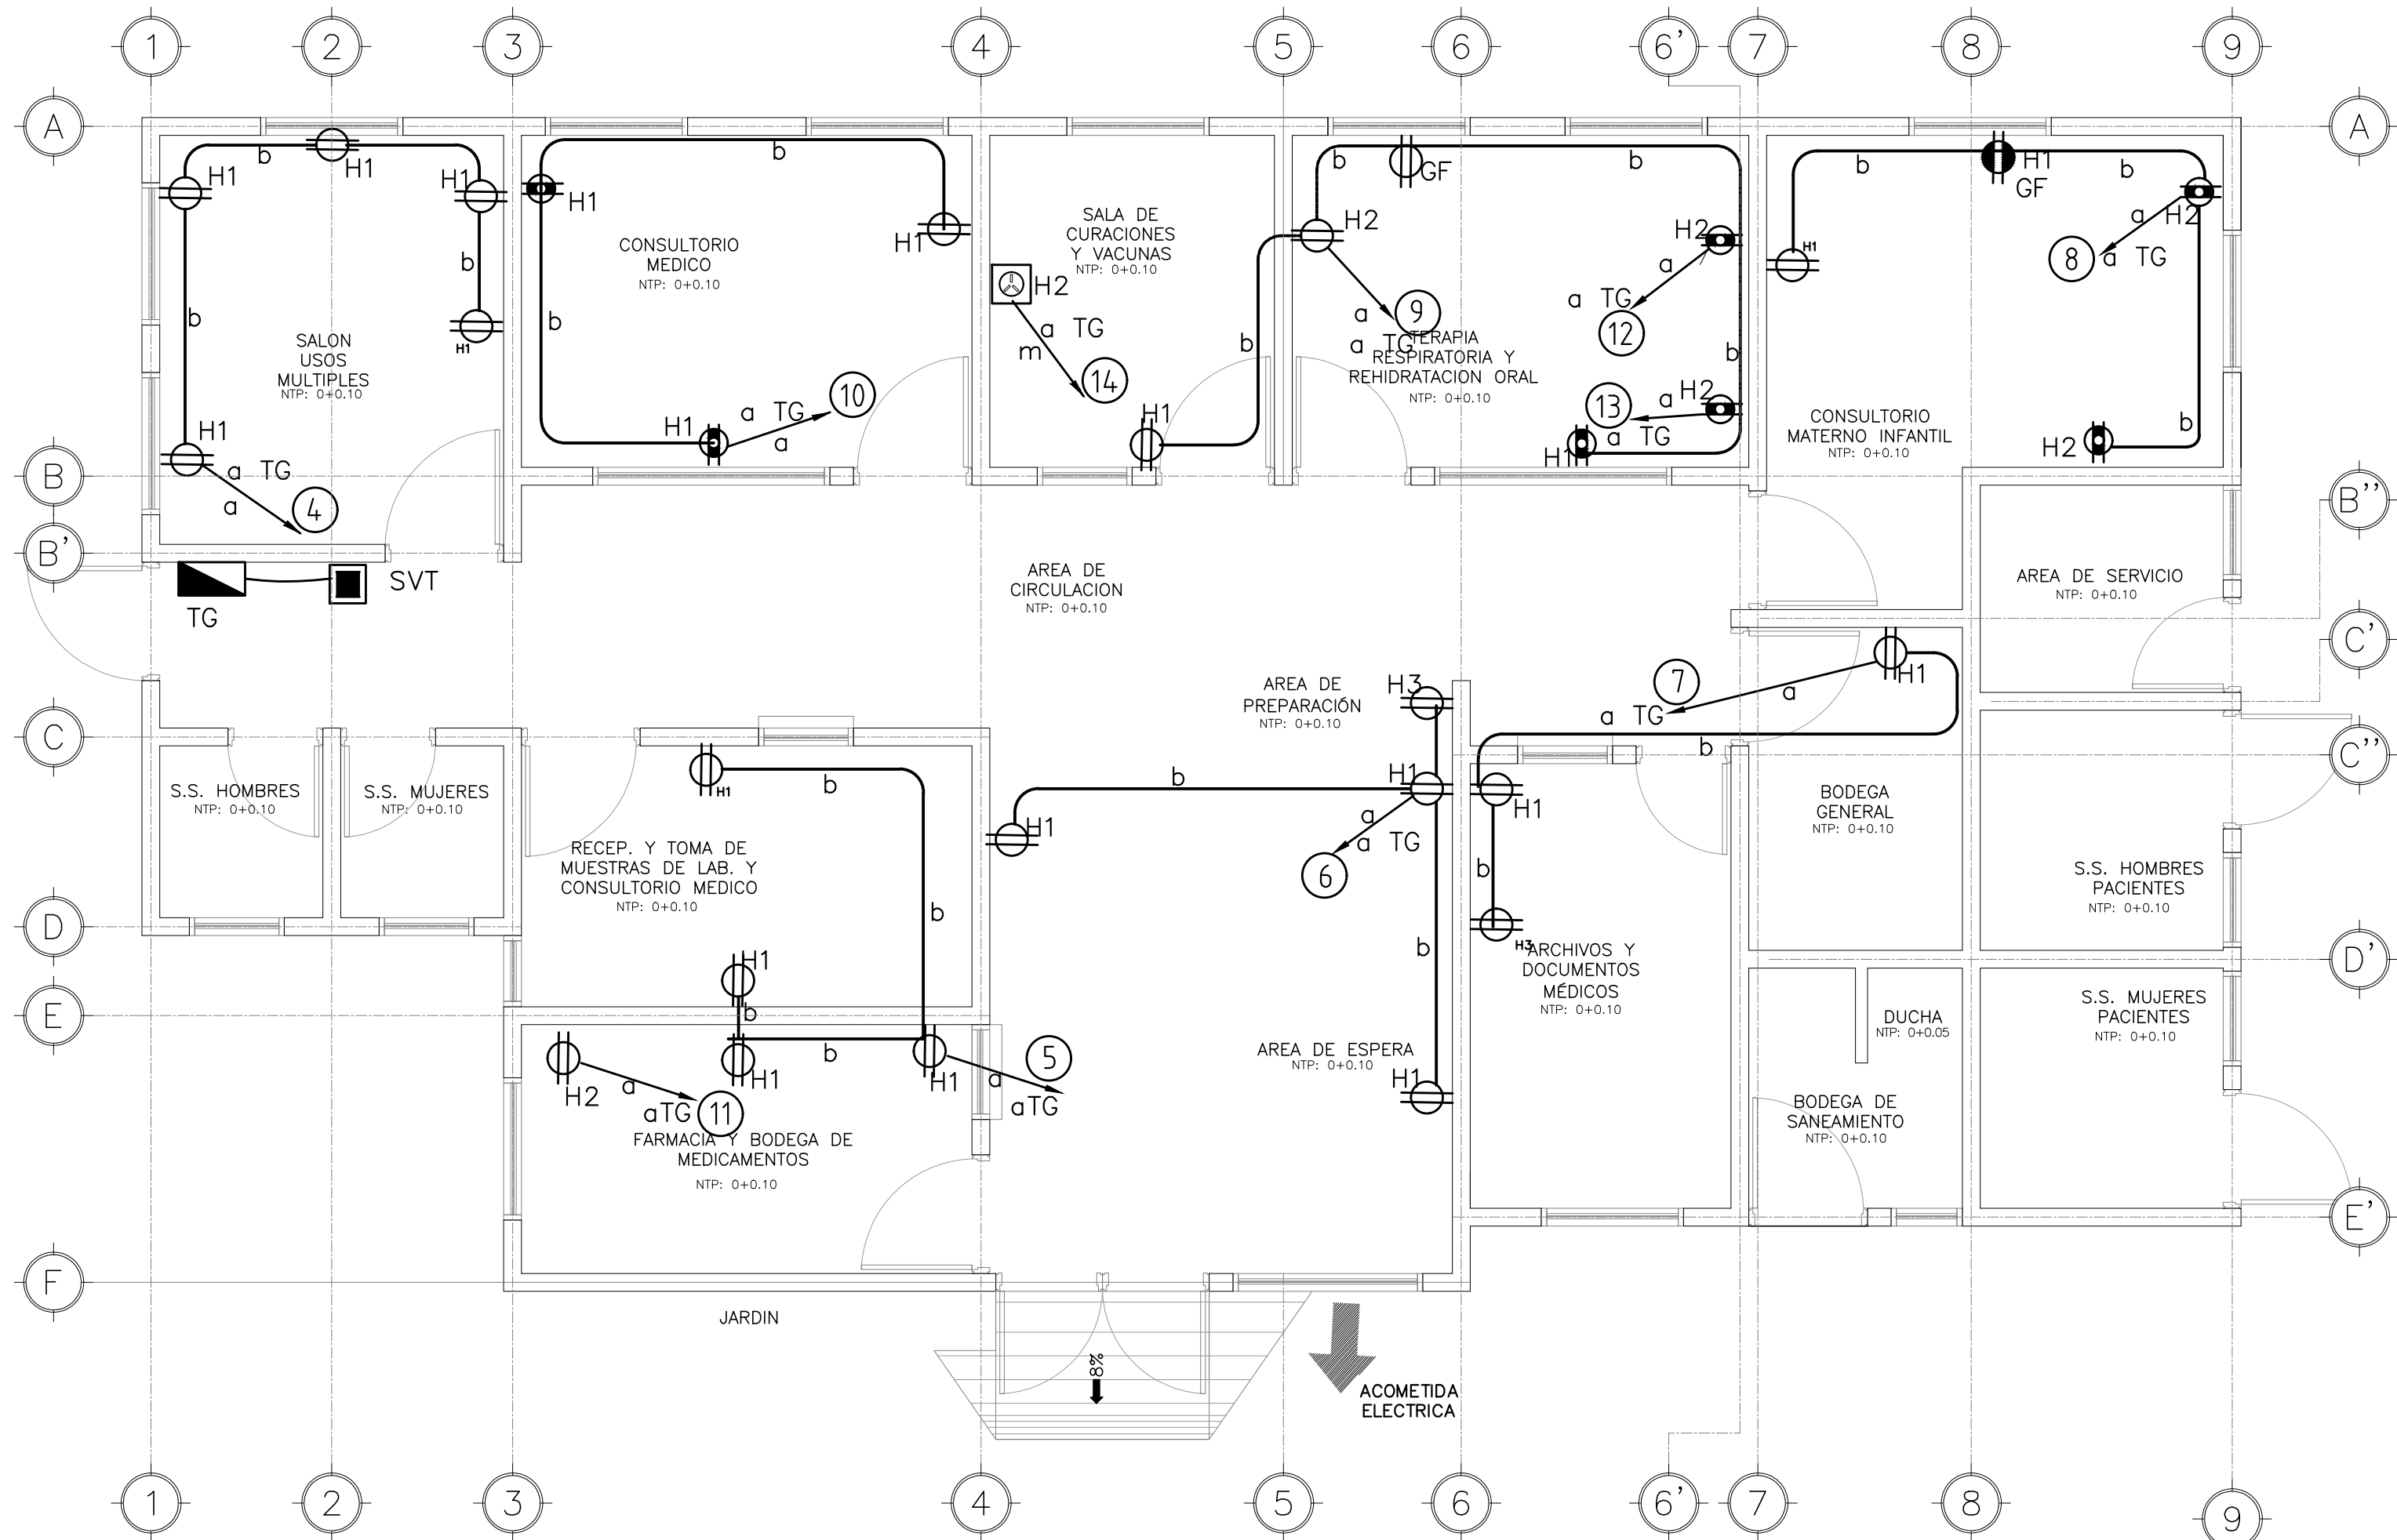 1 2 3 4 5 6 6' 7 8 9
A A
b H1 H1 H1
b
b
H1
SALON
USOS
MULTIPLES
NTP: 0+0.10
H1
a TG
a
4
b
H1
CONSULTORIO
MEDICO
NTP: 0+0.10
H1
b
H1
a TG
a
10
SALA DE
CURACIONES
Y VACUNAS
NTP: 0+0.10
H2
a TG
m
14
H1
b
b
GF
b
H2
a
a TG
9
TERAPIA
RESPIRATORIA Y
REHIDRATACION ORAL
NTP: 0+0.10
H2
a
a TG
12
b
H2
a
13
a TG
H1
b
H1
GF
b
H2
a
a TG
8
H1
CONSULTORIO
MATERNO INFANTIL
NTP: 0+0.10
b
H2
B
B''
B'
TG
SVT
AREA DE
CIRCULACION
NTP: 0+0.10
AREA DE SERVICIO
NTP: 0+0.10
C'
AREA DE
PREPARACIÓN
NTP: 0+0.10
H3
7
a
a TG
H1
b
C
C''
S.S. HOMBRES
NTP: 0+0.10
S.S. MUJERES
NTP: 0+0.10
H1
b
RECEP. Y TOMA DE
MUESTRAS DE LAB. Y
CONSULTORIO MEDICO
NTP: 0+0.10
b
b
H1
H1
a
a TG
6
H1
b
H3
b
BODEGA
GENERAL
NTP: 0+0.10
S.S. HOMBRES
PACIENTES
NTP: 0+0.10
D
D'
ARCHIVOS Y
DOCUMENTOS
MÉDICOS
NTP: 0+0.10
H1
b
E
DUCHA
NTP: 0+0.05
S.S. MUJERES
PACIENTES
NTP: 0+0.10
H2
a
aTG
11
H1
b
H1
a
aTG
5
AREA DE ESPERA
NTP: 0+0.10
H1
FARMACIA Y BODEGA DE
MEDICAMENTOS
NTP: 0+0.10
BODEGA DE
SANEAMIENTO
NTP: 0+0.10
E'
F
JARDIN
8%
ACOMETIDA
ELECTRICA
1 2 3 4 5 6 6' 7 8 9